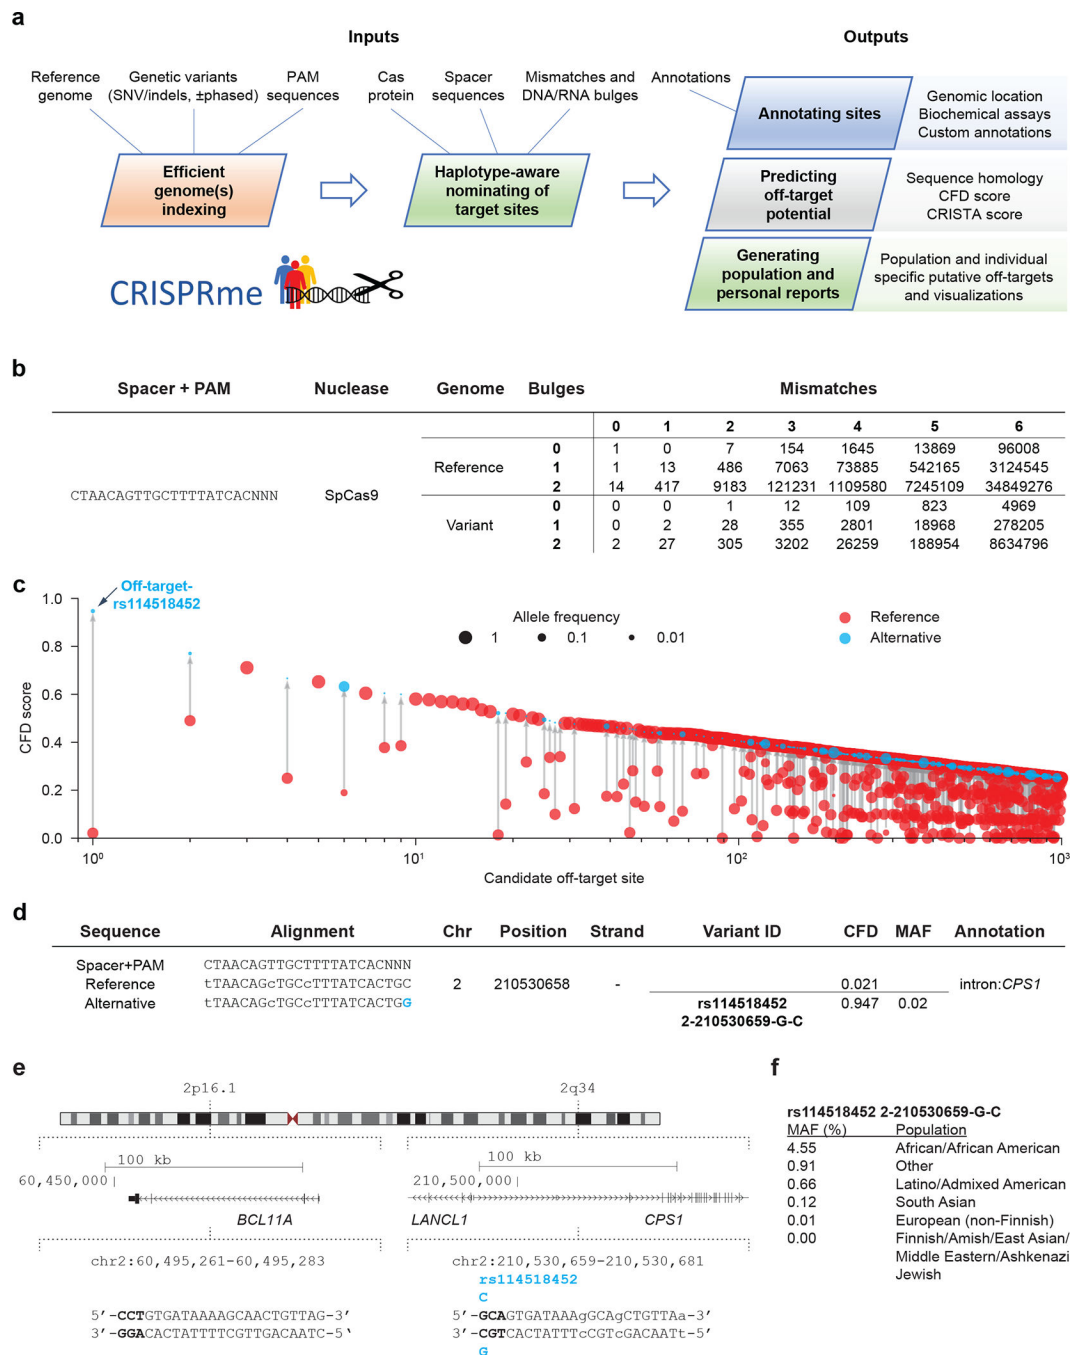 a
Inputs
Outputs
Reference genome
Genetic variants (SNV/indels, ±phased)
PAM sequences
Cas protein
Spacer sequences
Mismatches and DNA/RNA bulges
Annotations
Efficient genome(s) indexing
Haplotype-aware nominating of target sites
Annotating sites
Genomic location
Biochemical assays
Custom annotations
Predicting off-target potential
Sequence homology
CFD score
CRISTA score
Generating population and personal reports
Population and individual specific putative off-targets and visualizations
CRISPRme
b
Spacer + PAM Nuclease Genome Bulges Mismatches
0 1 2 3 4 5 6
CTAACAGTTGCTTTTATCACNNN SpCas9
Reference
0 1 0 7 154 1645 13869 96008
1 1 13 486 7063 73885 542165 3124545
2 14 417 9183 121231 1109580 7245109 34849276
Variant
0 0 0 1 12 109 823 4969
1 0 2 28 355 2801 18968 278205
2 2 27 305 3202 26259 188954 8634796
c
Off-target-rs114518452
Allele frequency
1 0.1 0.01
Reference
Alternative
CFD score
1.0
0.8
0.6
0.4
0.2
0.0
10⁰ 10¹ 10² 10³
Candidate off-target site
d
Sequence Alignment Chr Position Strand Variant ID CFD MAF Annotation
Spacer+PAM CTAACAGTTGCTTTTATCACNNN
Reference tTAACAGcTGCcTTTATCACTGC 2 210530658 - 0.021 intron:CPS1
Alternative tTAACAGcTGCcTTTATCACTGG rs114518452 0.947 0.02
2-210530659-G-C
e
2p16.1
2q34
100 kb
60,450,000
BCL11A
100 kb
210,500,000
LANCL1
CPS1
chr2:60,495,261-60,495,283
5′-CCTGTGATAAAAGCAACTGTTAG-3′
3′-GGACACTATTTTCGTTGACAATC-5‘
chr2:210,530,659-210,530,681
rs114518452
C
5′-GCAGTGATAAAgGCAgCTGTTAa-3′
3′-CGTCACTATTTcCGTcGACAATt-5′
G
f
rs114518452 2-210530659-G-C
MAF (%) Population
4.55 African/African American
0.91 Other
0.66 Latino/Admixed American
0.12 South Asian
0.01 European (non-Finnish)
0.00 Finnish/Amish/East Asian/
Middle Eastern/Ashkenazi
Jewish